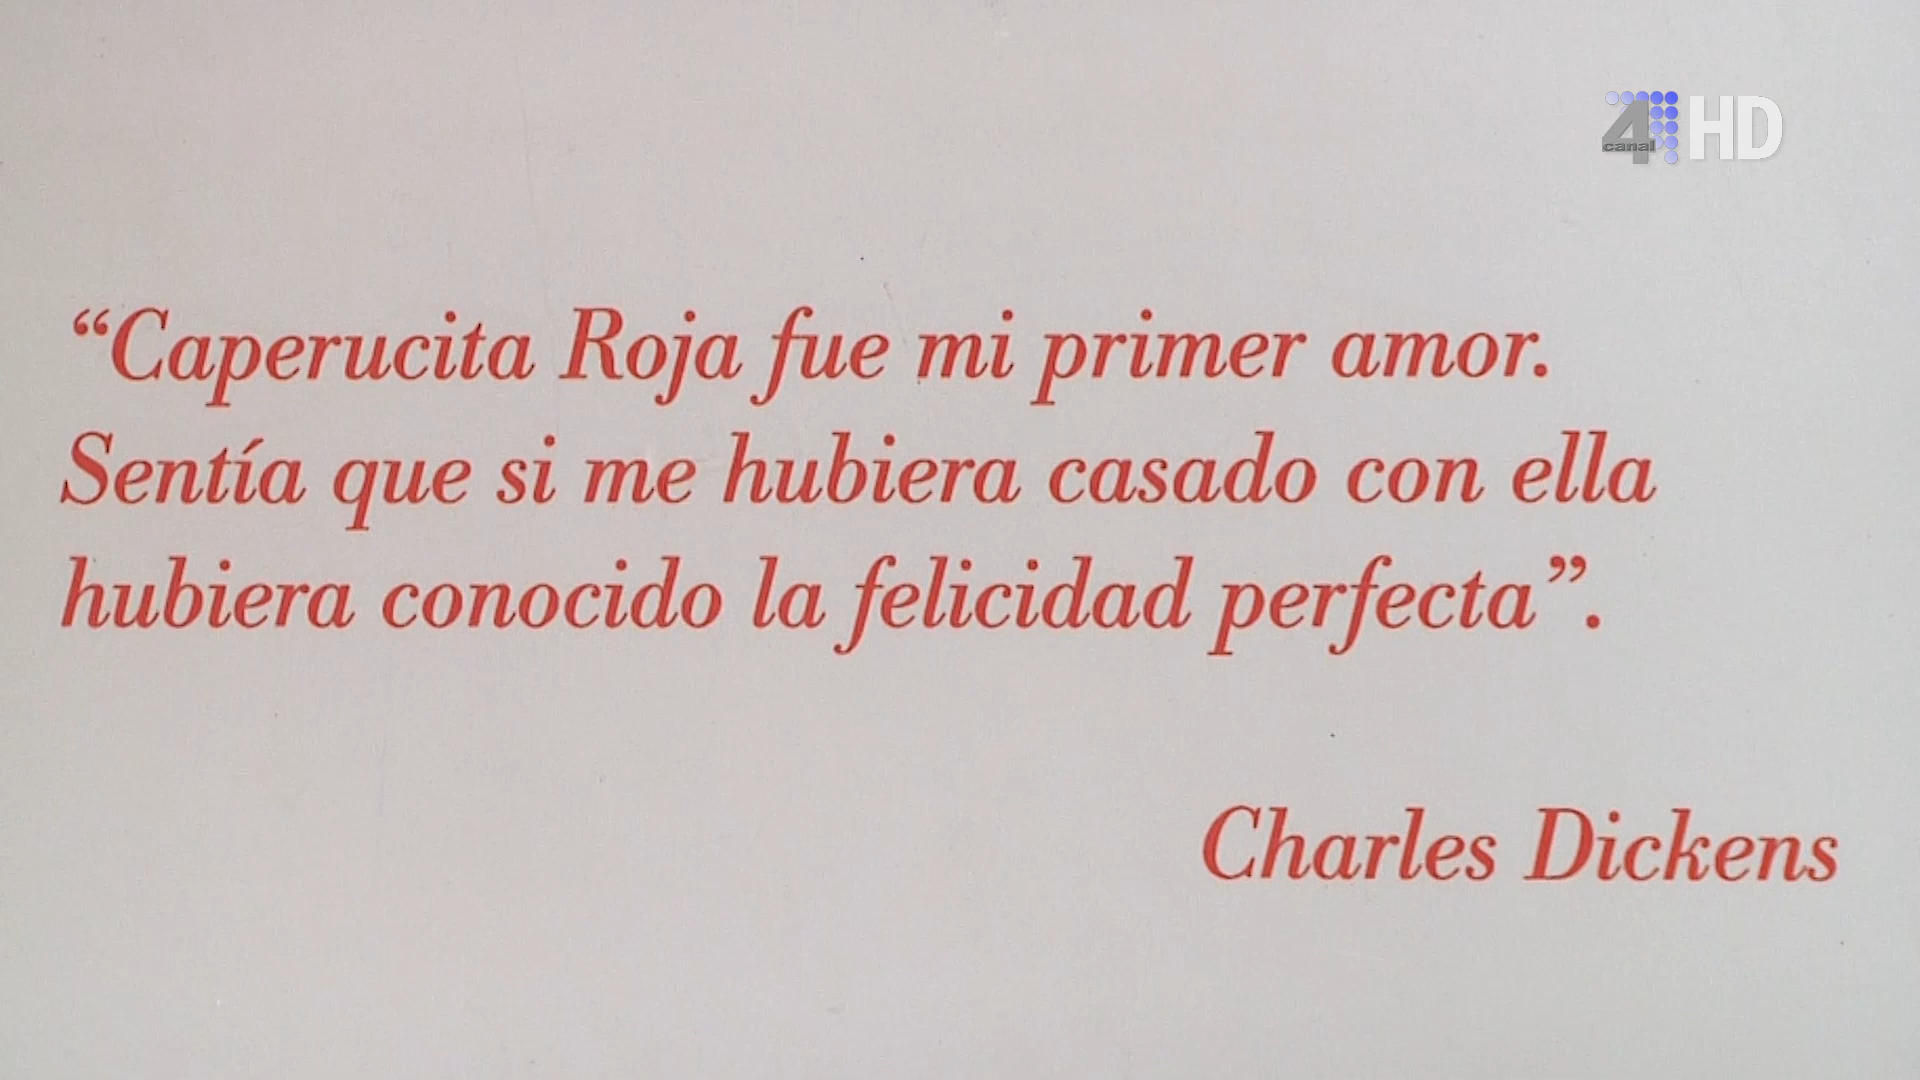 4 HD
canal
“Caperucita Roja fue mi primer amor.
Sentía que si me hubiera casado con ella
hubiera conocido la felicidad perfecta”.
Charles Dickens